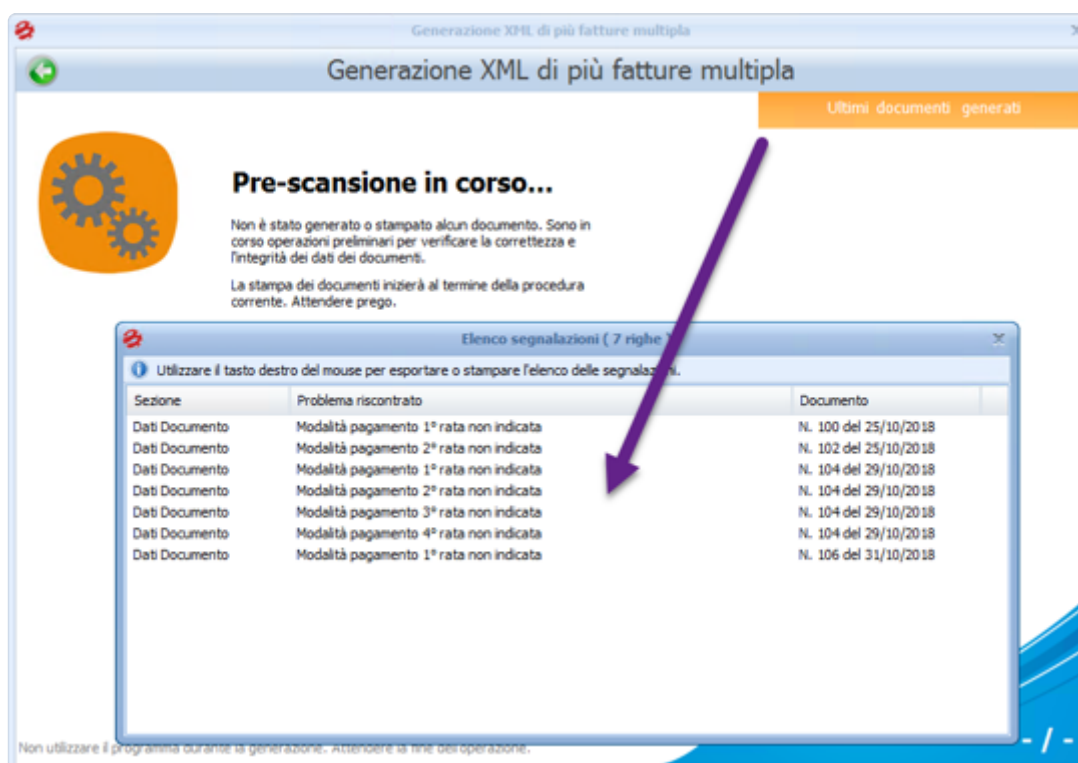 Generazione XML di più fatture multipla
Generazione XML di più fatture multipla
Ultimi documenti generati
Pre-scansione in corso...
Non è stato generato o stampato alcun documento. Sono in
corso operazioni preliminari per verificare la correttezza e
l'integrità dei dati dei documenti.
La stampa dei documenti inizierà al termine della procedura
corrente. Attendere prego.
Elenco segnalazioni ( 7 righe
Utilizzare il tasto destro del mouse per esportare o stampare l'elenco delle
Sezione Problema riscontrato Documento
Dati Documento Modalità pagamento 1° rata non indicata N. 100 del 25/10/2018
Dati Documento Modalità pagamento 2° rata non indicata N. 102 del 25/10/2018
Dati Documento Modalità pagamento 1° rata non indicata N. 104 del 29/10/2018
Dati Documento Modalità pagamento 2° rata non indicata N. 104 del 29/10/2018
Dati Documento Modalità pagamento 3° rata non indicata N. 104 del 29/10/2018
Dati Documento Modalità pagamento 4° rata non indicata N. 104 del 29/10/2018
Dati Documento Modalità pagamento 1° rata non indicata N. 106 del 31/10/2018
Non utilizzare il programma durante la generazione. Attendere la fine dell'operazione.
- / -